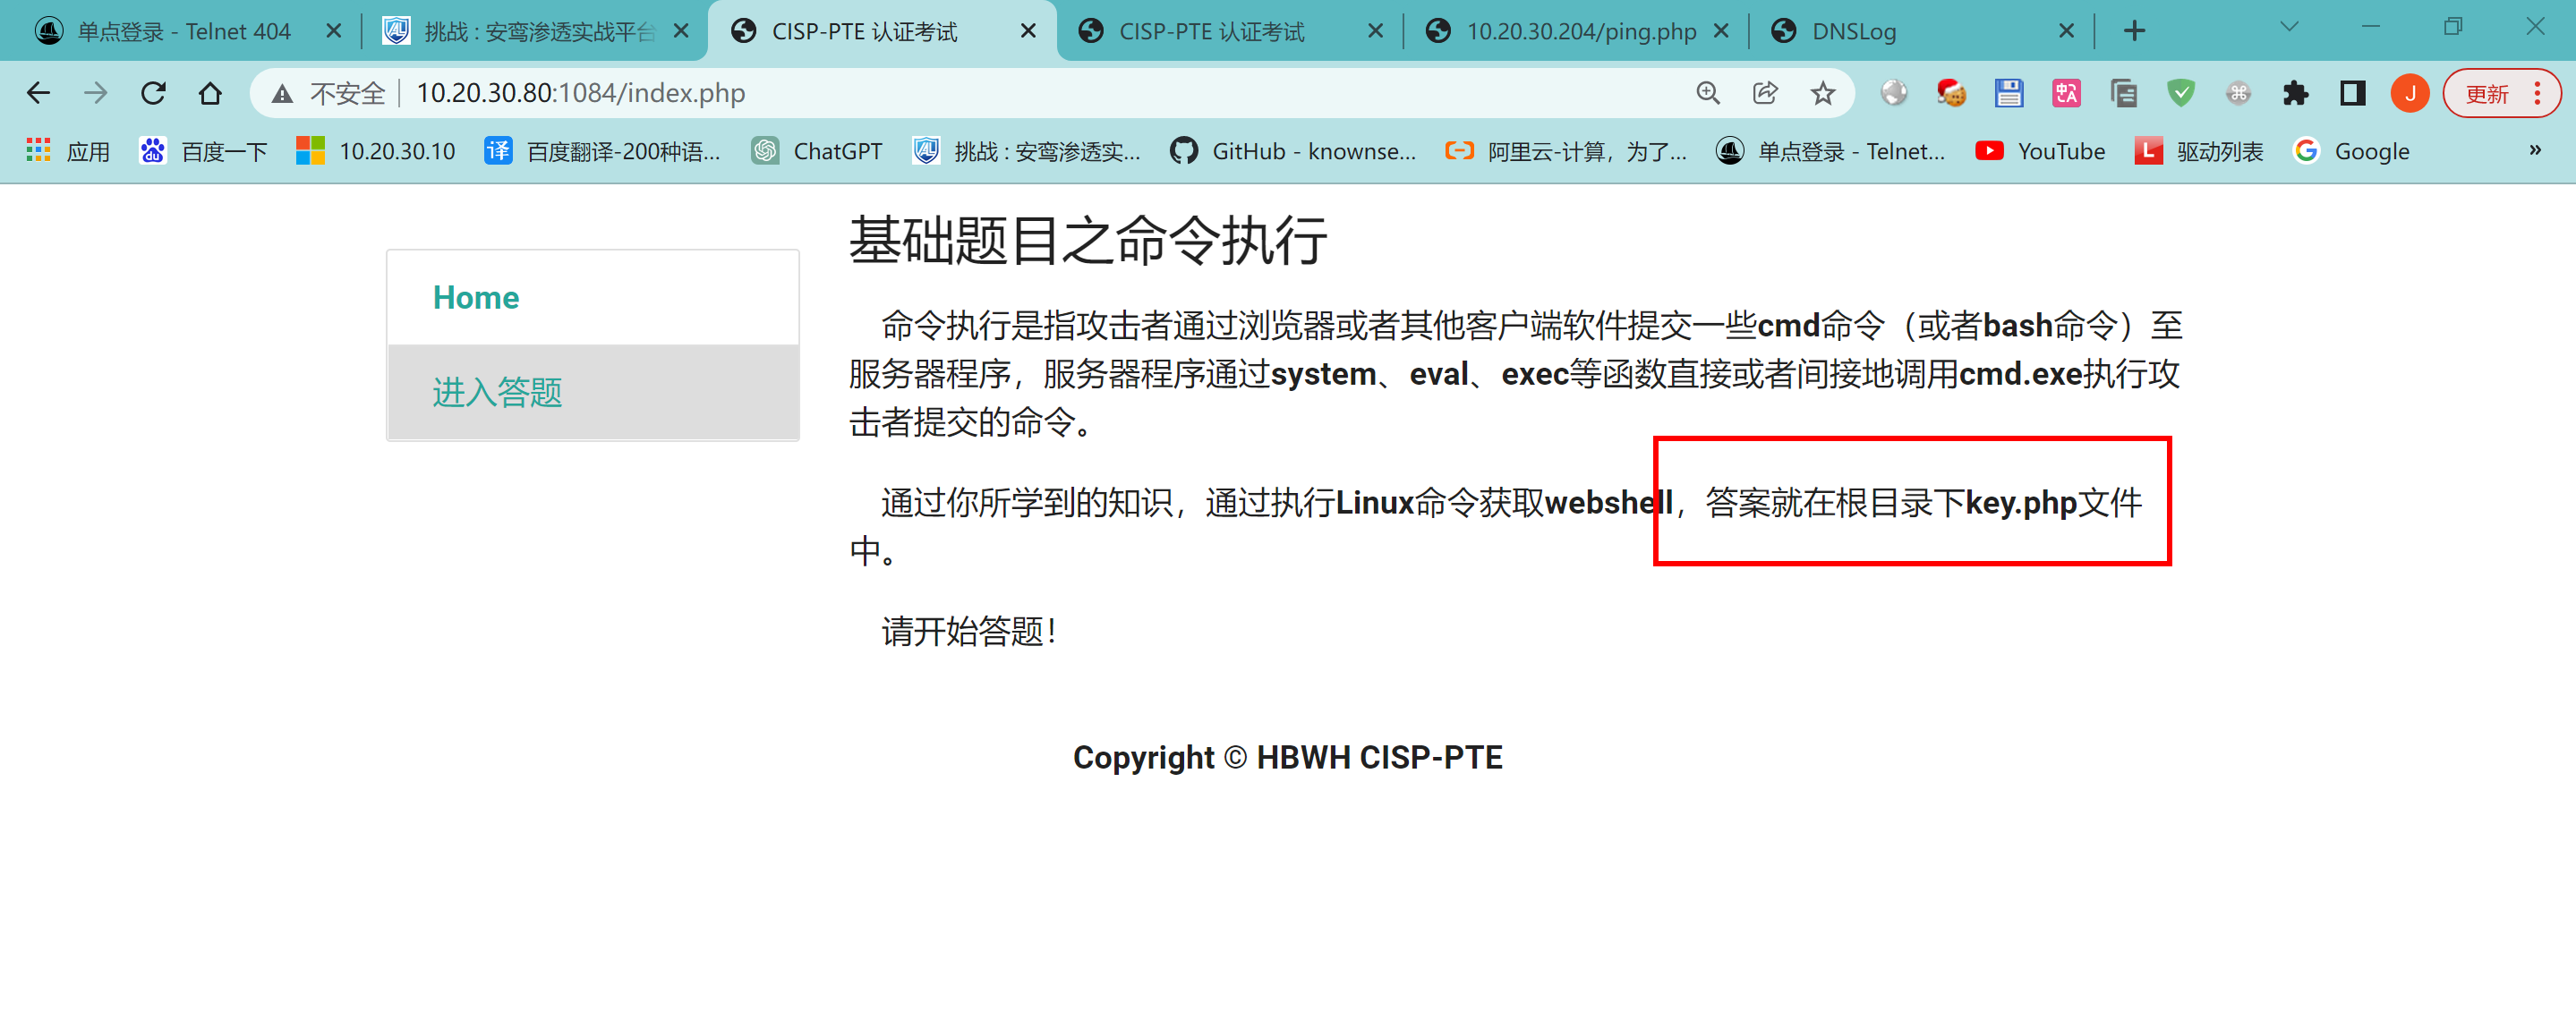 单点登录 - Telnet 404
挑战 : 安鸾渗透实战平台
CISP-PTE 认证考试
CISP-PTE 认证考试
10.20.30.204/ping.php
DNSLog
不安全
10.20.30.80:1084/index.php
J
更新
应用
百度一下
10.20.30.10
译
百度翻译-200种语...
ChatGPT
挑战 : 安鸾渗透实...
GitHub - knownse...
阿里云-计算，为了...
单点登录 - Telnet...
YouTube
L
驱动列表
Google
»
Home
进入答题
基础题目之命令执行
命令执行是指攻击者通过浏览器或者其他客户端软件提交一些cmd命令（或者bash命令）至
服务器程序，服务器程序通过system、eval、exec等函数直接或者间接地调用cmd.exe执行攻
击者提交的命令。
通过你所学到的知识，通过执行Linux命令获取webshell，答案就在根目录下key.php文件
中。
请开始答题！
Copyright © HBWH CISP-PTE